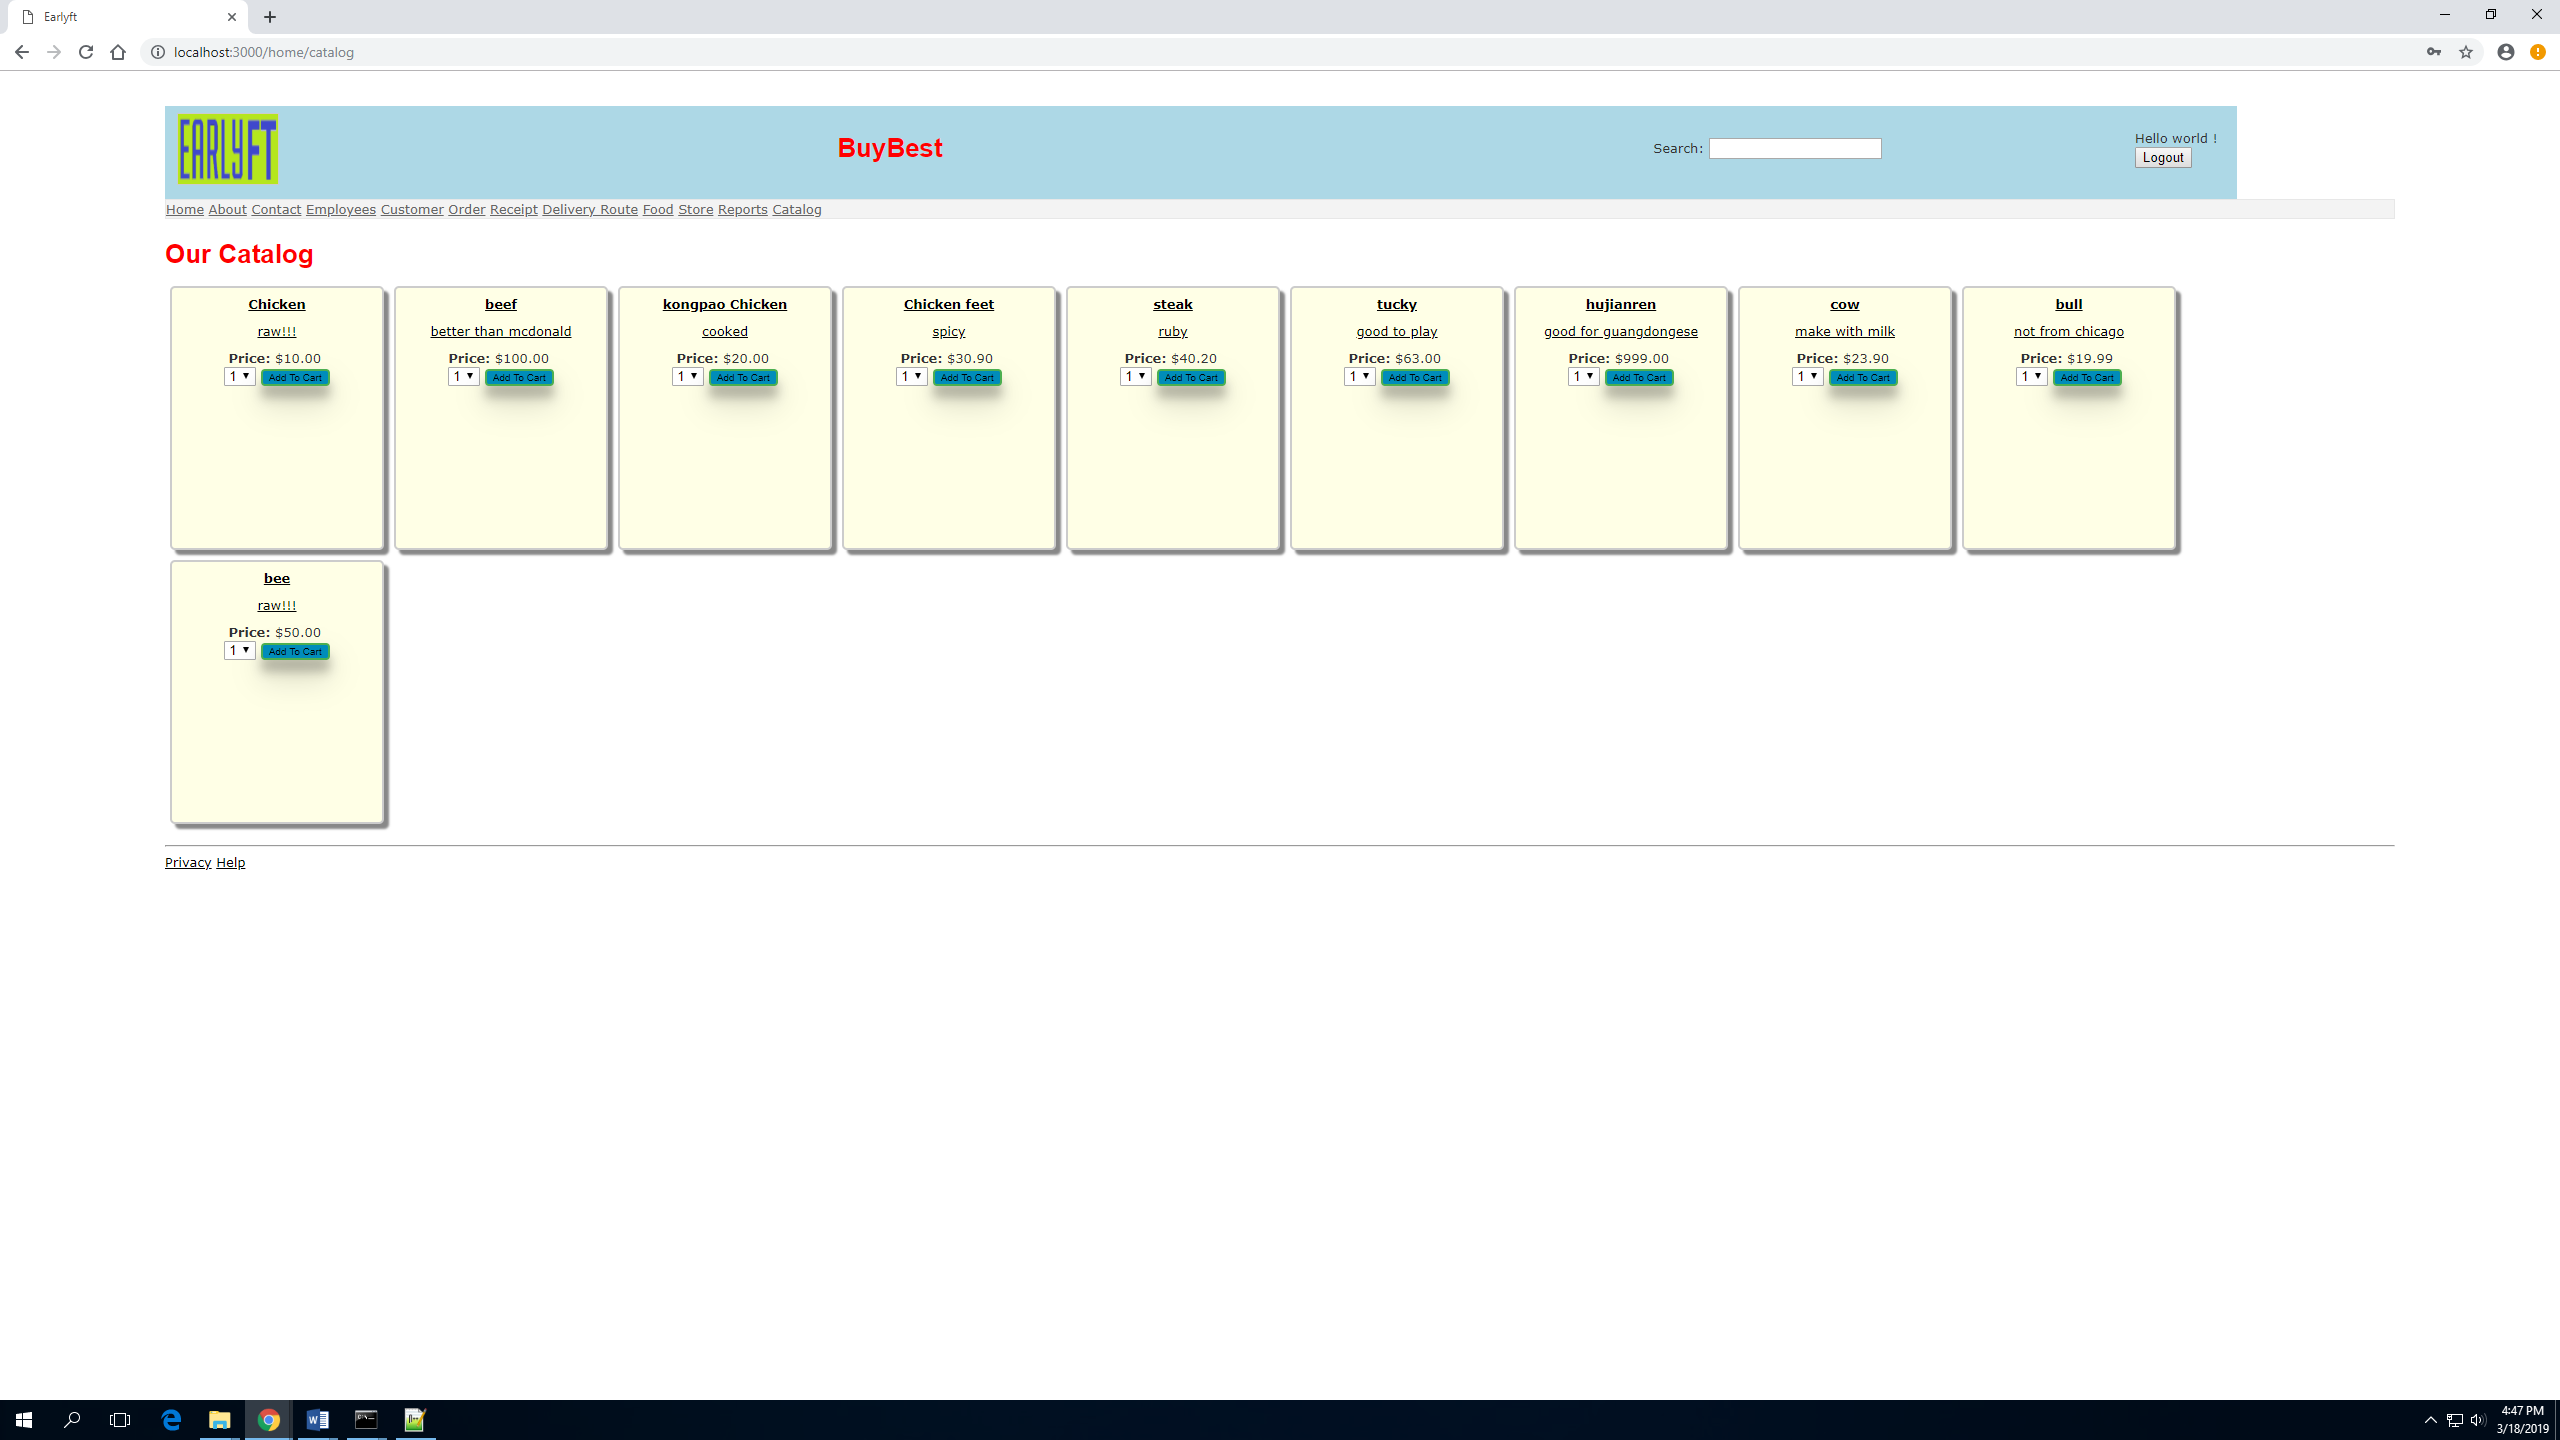 Earlyft
localhost:3000/home/catalog
EARLYFT
BuyBest
Search:
Hello world !
Logout
Home About Contact Employees Customer Order Receipt Delivery Route Food Store Reports Catalog
Our Catalog
Chicken
raw!!!
Price: $10.00
1 Add To Cart
beef
better than mcdonald
Price: $100.00
1 Add To Cart
kongpao Chicken
cooked
Price: $20.00
1 Add To Cart
Chicken feet
spicy
Price: $30.90
1 Add To Cart
steak
ruby
Price: $40.20
1 Add To Cart
tucky
good to play
Price: $63.00
1 Add To Cart
hujianren
good for guangdongese
Price: $999.00
1 Add To Cart
cow
make with milk
Price: $23.90
1 Add To Cart
bull
not from chicago
Price: $19.99
1 Add To Cart
bee
raw!!!
Price: $50.00
1 Add To Cart
Privacy Help
4:47 PM
3/18/2019